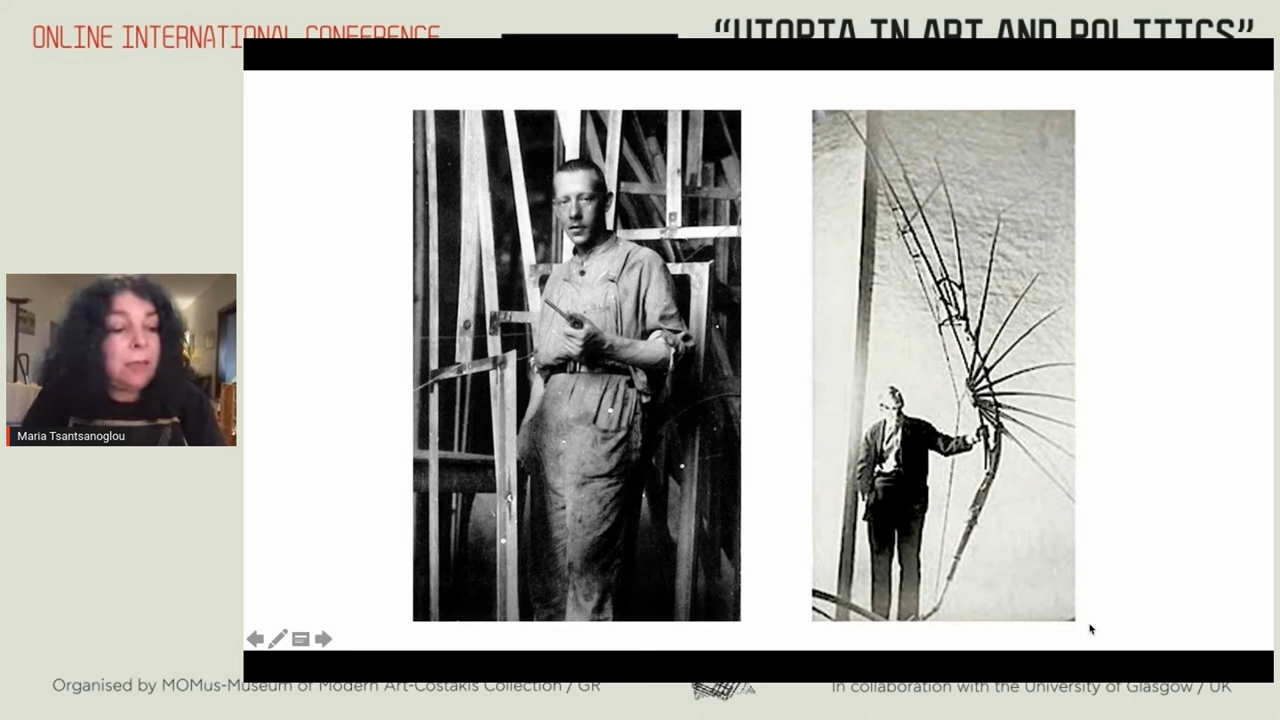 ONLINE INTERNATIONAL CONFERENCE
“UTOPIA IN ART AND POLITICS”
Maria Tsantsanoglou
Organised by MOMus-Museum of Modern Art-Costakis Collection / GR
In collaboration with the University of Glasgow / UK